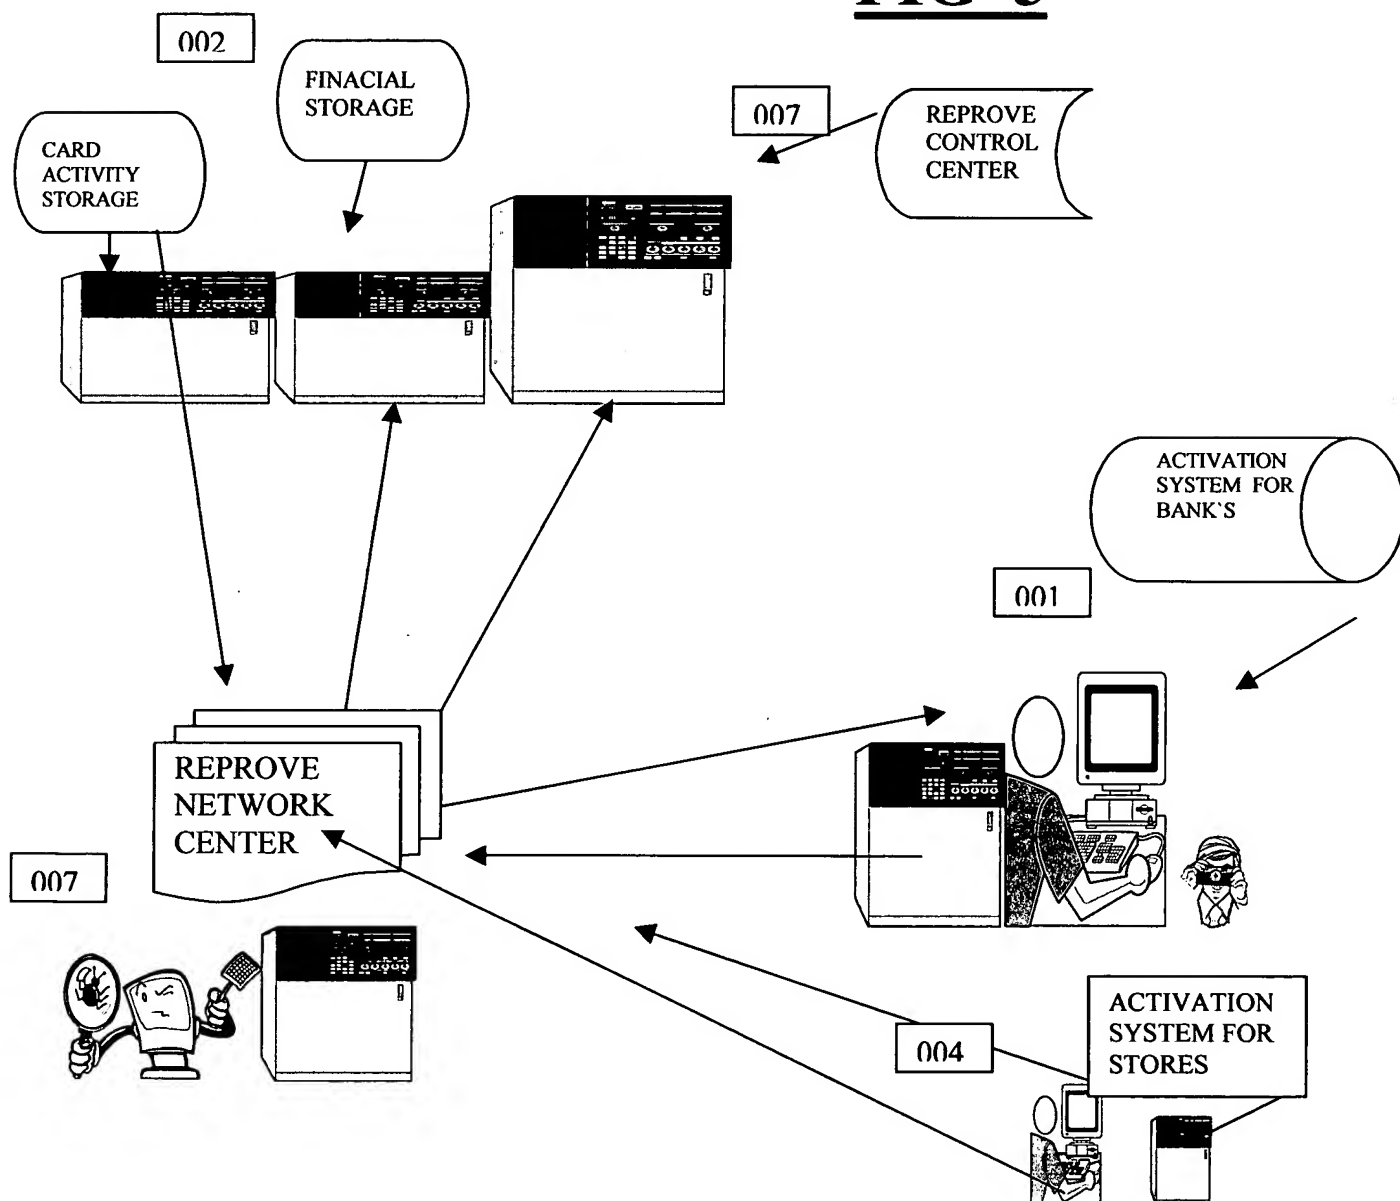 002
FINACIAL
STORAGE
CARD
ACTIVITY
STORAGE
007
REPROVE
CONTROL
CENTER
ACTIVATION
SYSTEM FOR
BANK'S
001
REPROVE
NETWORK
CENTER
007
004
ACTIVATION
SYSTEM FOR
STORES